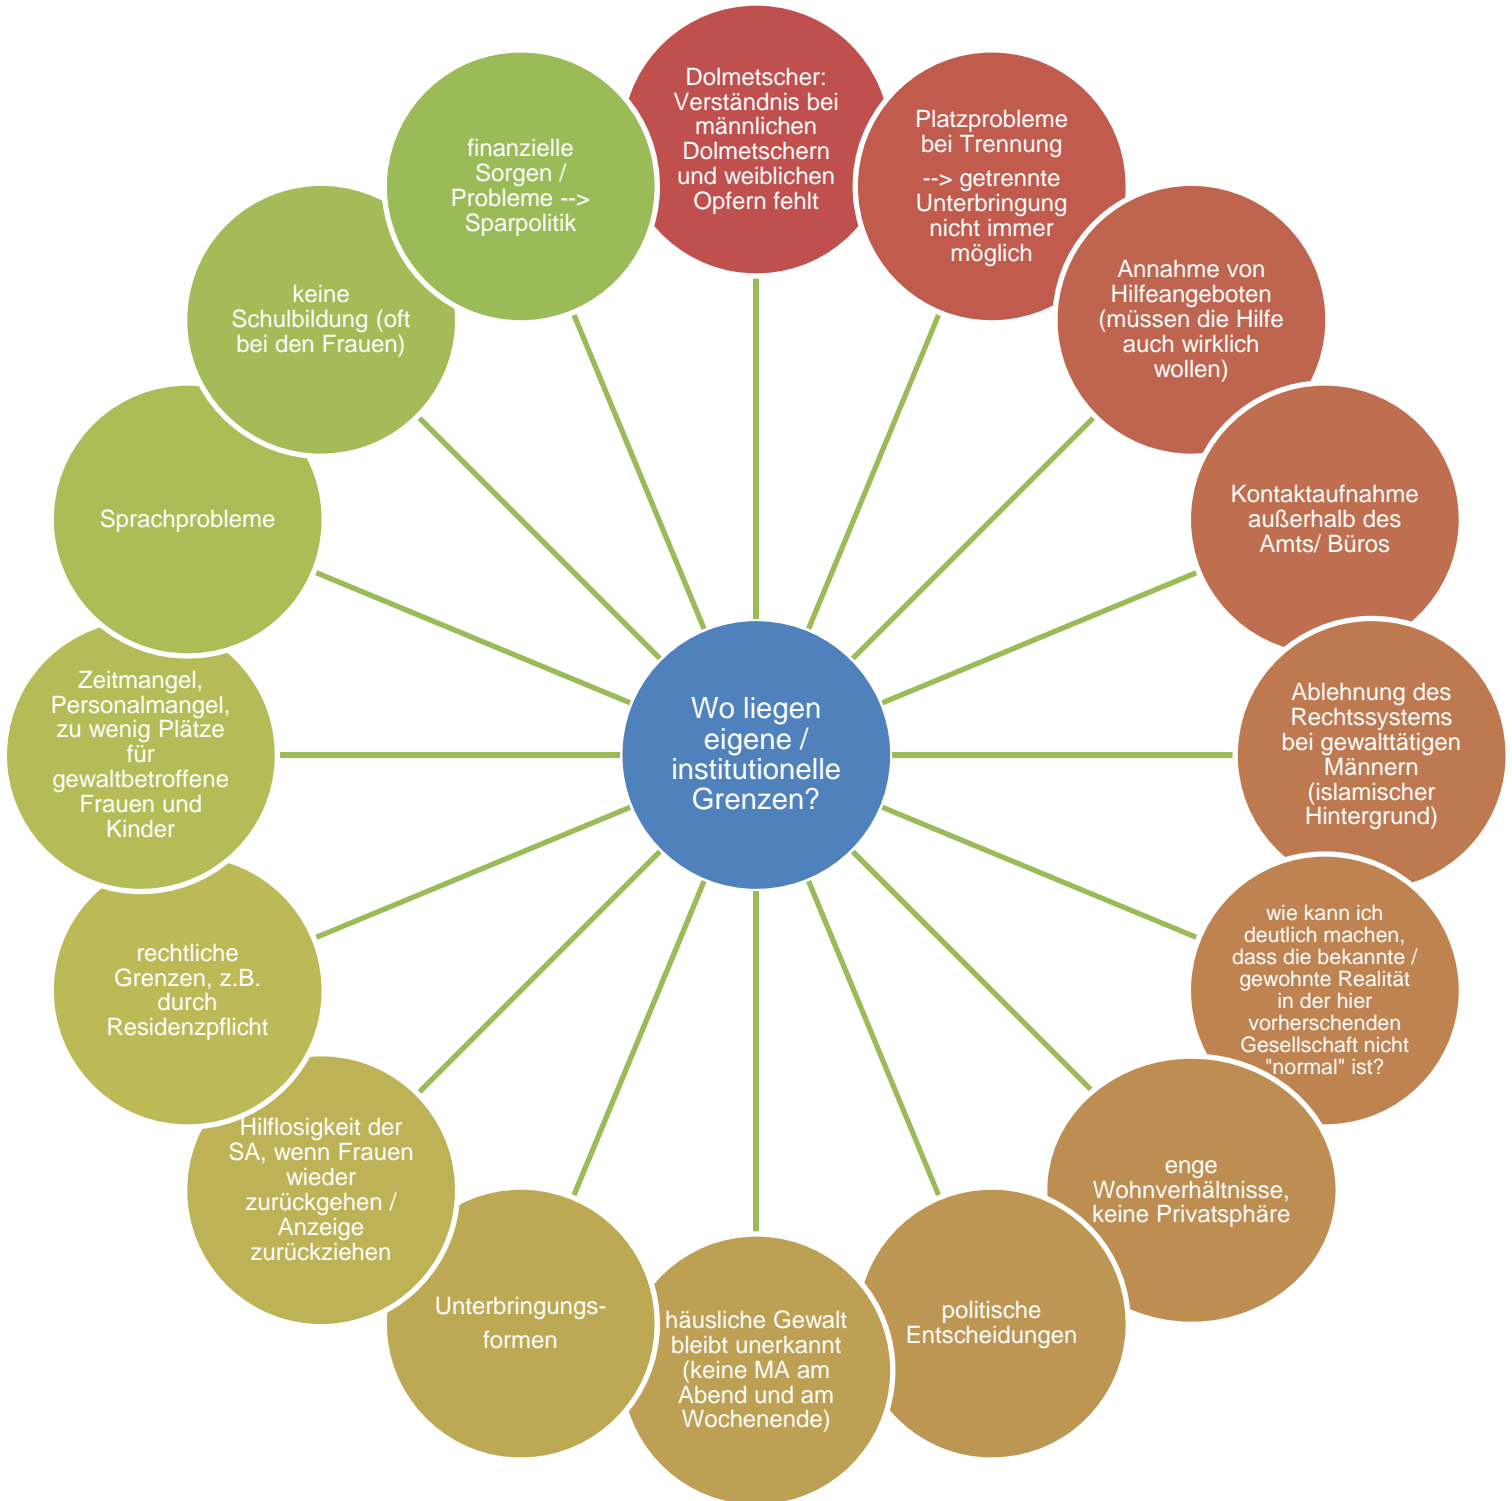 Dolmetscher:
Verständnis bei
männlichen
Dolmetschern
und weiblichen
Opfern fehlt
Platzprobleme
bei Trennung
--> getrennte
Unterbringung
nicht immer
möglich
Annahme von
Hilfeangeboten
(müssen die Hilfe
auch wirklich
wollen)
Kontaktaufnahme
außerhalb des
Amts/ Büros
Ablehnung des
Rechtssystems
bei gewalttätigen
Männern
(islamischer
Hintergrund)
wie kann ich
deutlich machen,
dass die bekannte /
gewohnte Realität
in der hier
vorherschenden
Gesellschaft nicht
"normal" ist?
enge
Wohnverhältnisse,
keine Privatsphäre
politische
Entscheidungen
häusliche Gewalt
bleibt unerkannt
(keine MA am
Abend und am
Wochenende)
Unterbringungs-
formen
Hilflosigkeit der
SA, wenn Frauen
wieder
zurückgehen /
Anzeige
zurückziehen
rechtliche
Grenzen, z.B.
durch
Residenzpflicht
Zeitmangel,
Personalmangel,
zu wenig Plätze
für
gewaltbetroffene
Frauen und
Kinder
Sprachprobleme
keine
Schulbildung (oft
bei den Frauen)
finanzielle
Sorgen /
Probleme -->
Sparpolitik
Wo liegen
eigene /
institutionelle
Grenzen?